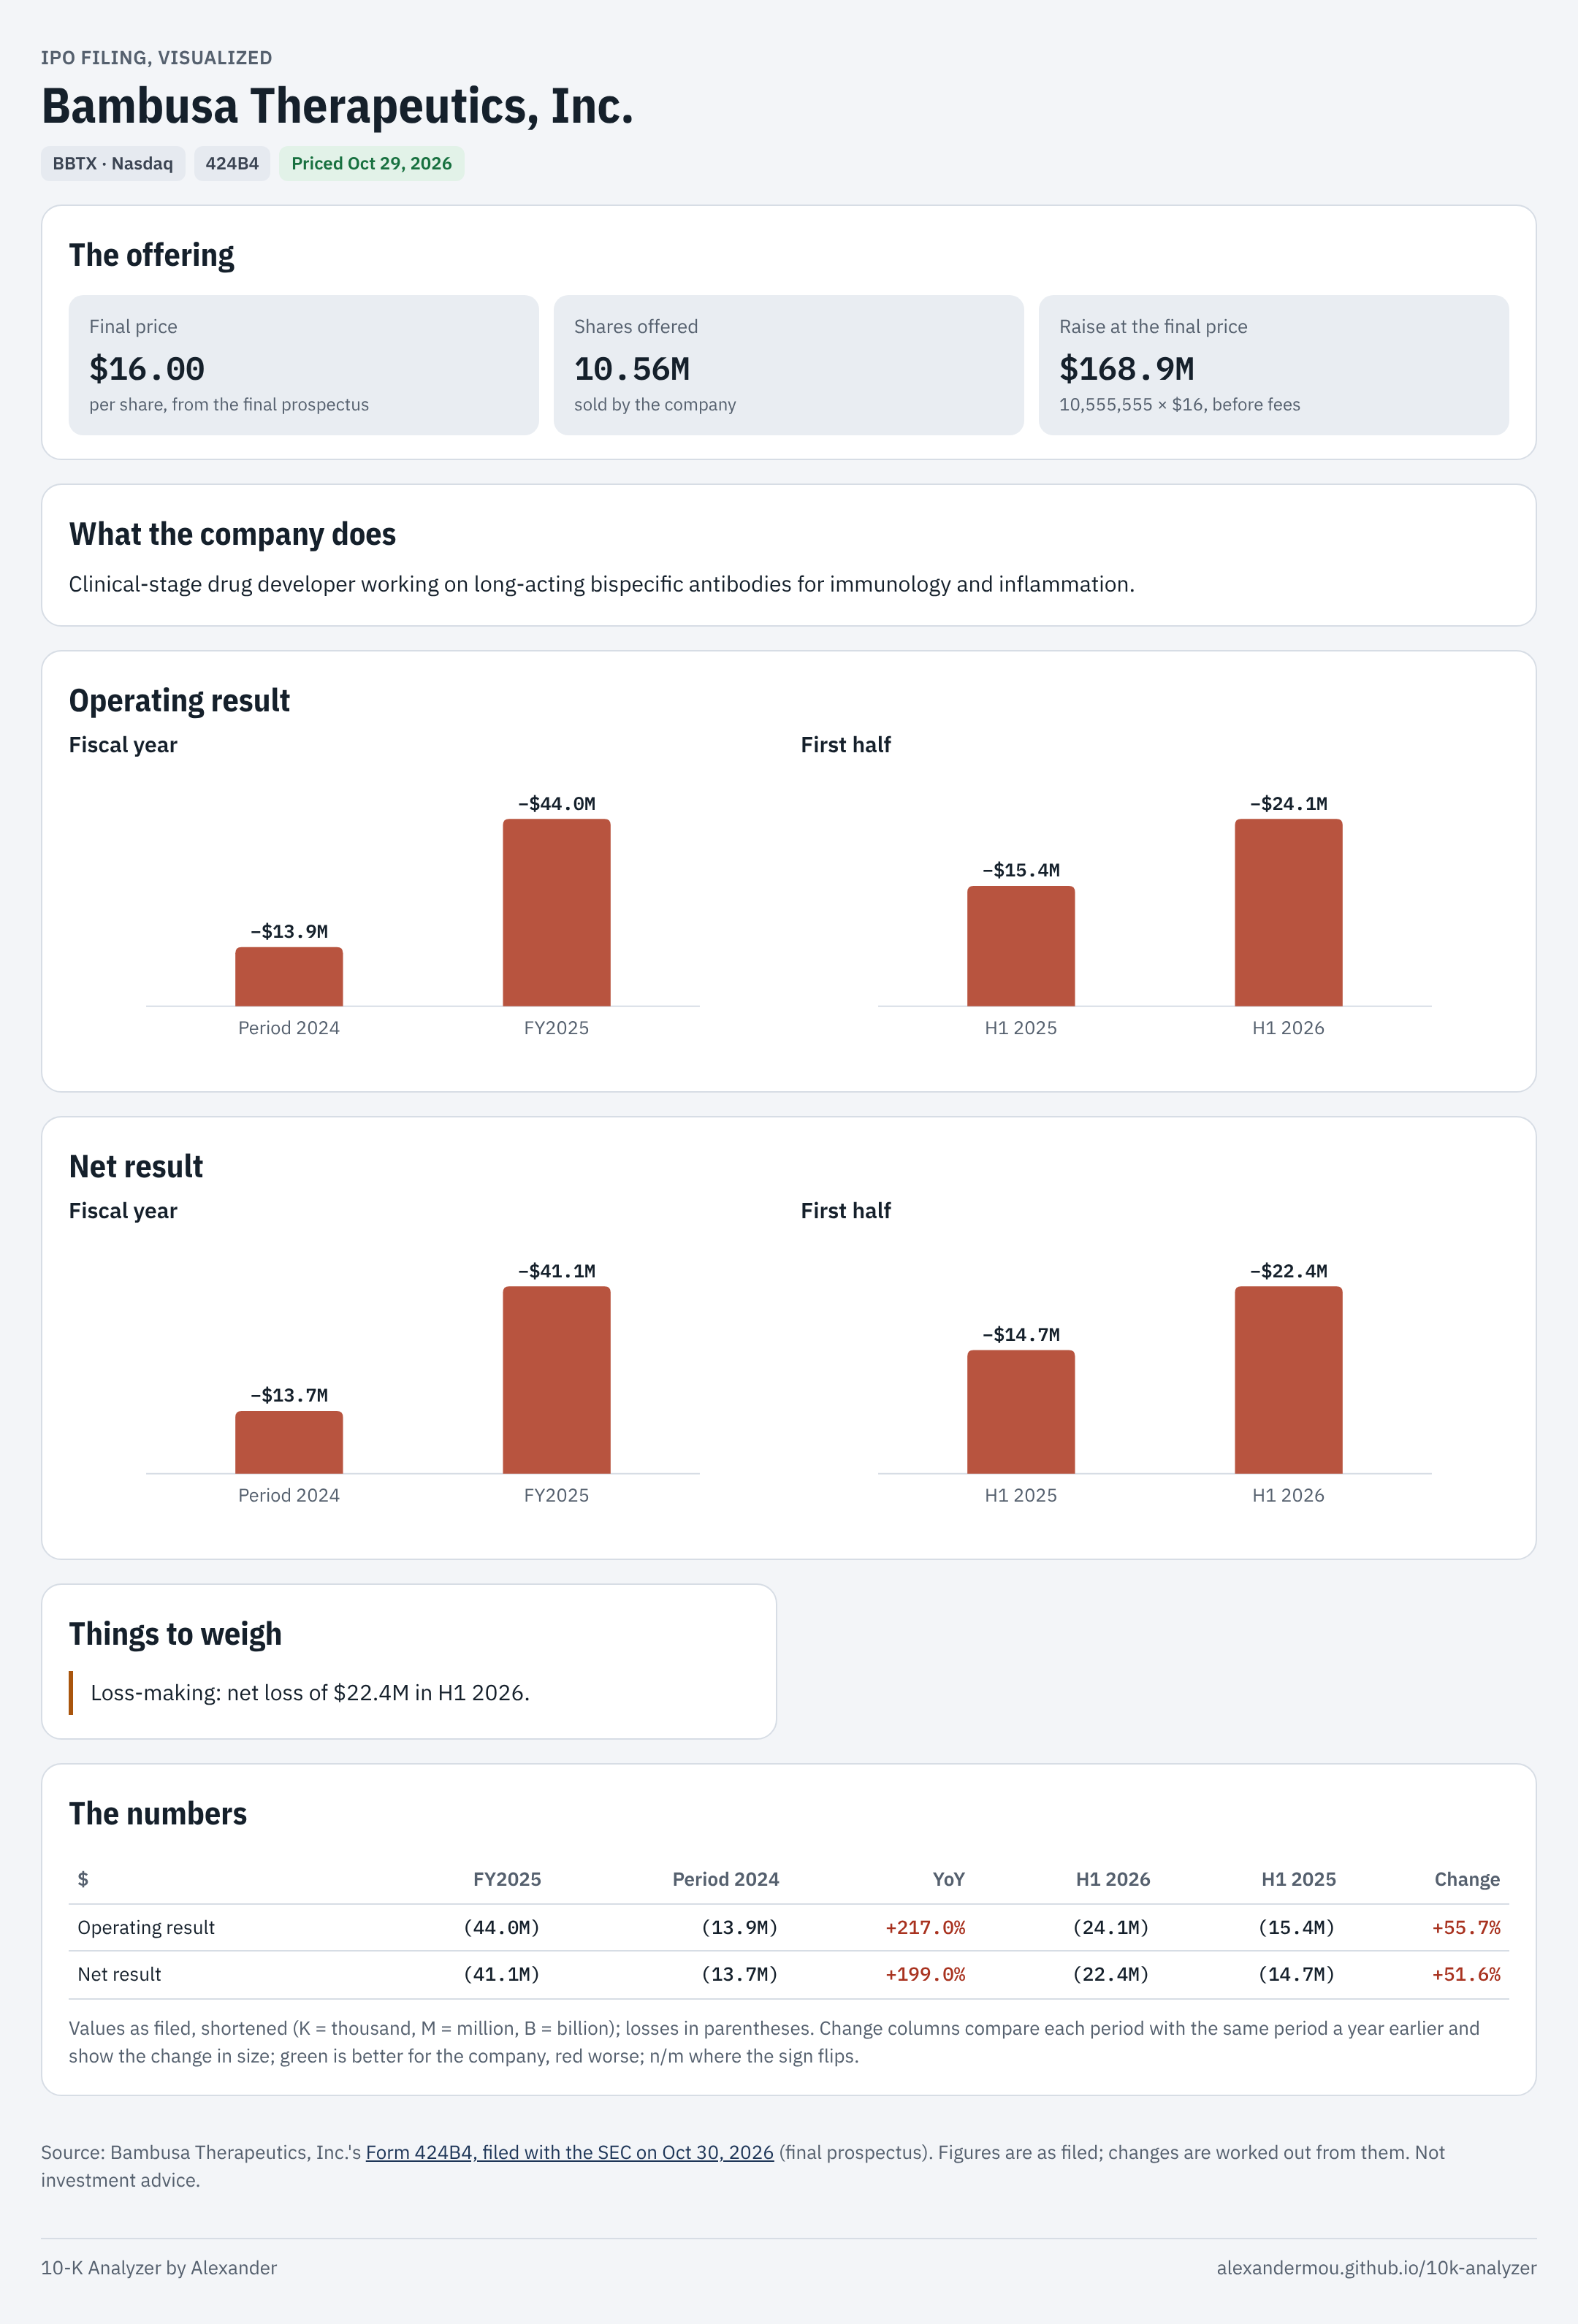 IPO FILING, VISUALIZED
Bambusa Therapeutics, Inc.
BBTX · Nasdaq 424B4 Priced Oct 29, 2026
The offering
Final price
$16.00
per share, from the final prospectus
Shares offered
10.56M
sold by the company
Raise at the final price
$168.9M
10,555,555 × $16, before fees
What the company does
Clinical-stage drug developer working on long-acting bispecific antibodies for immunology and inflammation.
Operating result
Fiscal year
−$13.9M
−$44.0M
Period 2024 FY2025
First half
−$15.4M
−$24.1M
H1 2025 H1 2026
Net result
Fiscal year
−$13.7M
−$41.1M
Period 2024 FY2025
First half
−$14.7M
−$22.4M
H1 2025 H1 2026
Things to weigh
Loss-making: net loss of $22.4M in H1 2026.
The numbers
$ FY2025 Period 2024 YoY H1 2026 H1 2025 Change
Operating result (44.0M) (13.9M) +217.0% (24.1M) (15.4M) +55.7%
Net result (41.1M) (13.7M) +199.0% (22.4M) (14.7M) +51.6%
Values as filed, shortened (K = thousand, M = million, B = billion); losses in parentheses. Change columns compare each period with the same period a year earlier and
show the change in size; green is better for the company, red worse; n/m where the sign flips.
Source: Bambusa Therapeutics, Inc.'s Form 424B4, filed with the SEC on Oct 30, 2026 (final prospectus). Figures are as filed; changes are worked out from them. Not
investment advice.
10-K Analyzer by Alexander
alexandermou.github.io/10k-analyzer